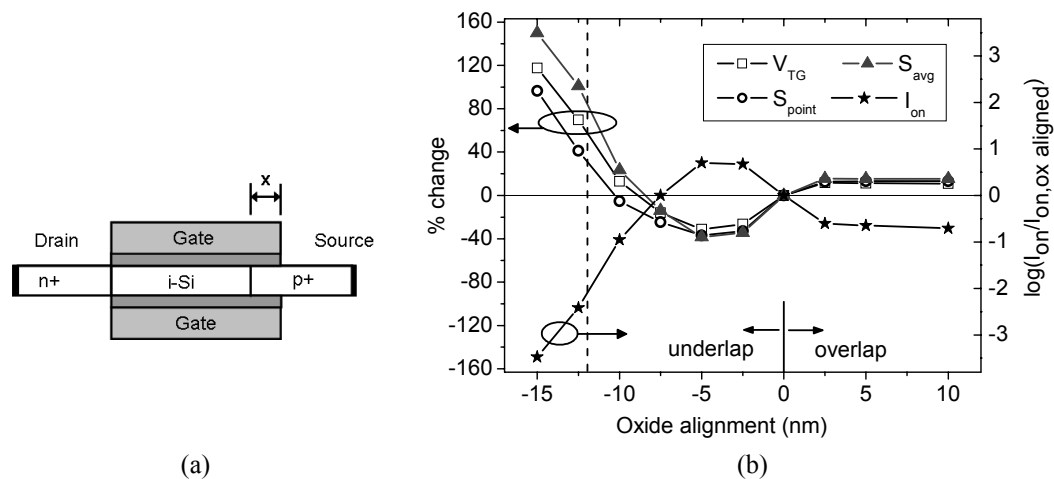 x
Gate
Drain
Source
n+
i-Si
p+
Gate
(a)
160
120
80
40
0
-40
-80
-120
-160
% change
V_TG
S_avg
S_point
I_on
3
2
1
0
-1
-2
-3
log(I_on/I_on,ox aligned)
underlap
overlap
-15
-10
-5
0
5
10
Oxide alignment (nm)
(b)